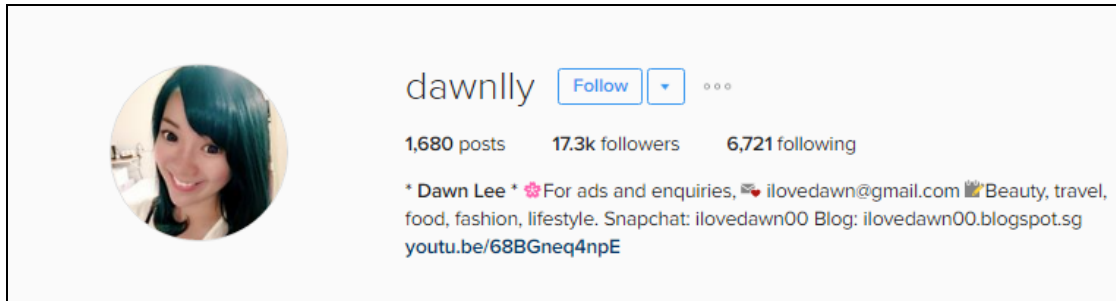 dawnlly Follow
1,680 posts 17.3k followers 6,721 following
* Dawn Lee * 🌸For ads and enquiries, 💌 ilovedawn@gmail.com 📝Beauty, travel,
food, fashion, lifestyle. Snapchat: ilovedawn00 Blog: ilovedawn00.blogspot.sg
youtu.be/68BGneq4npE